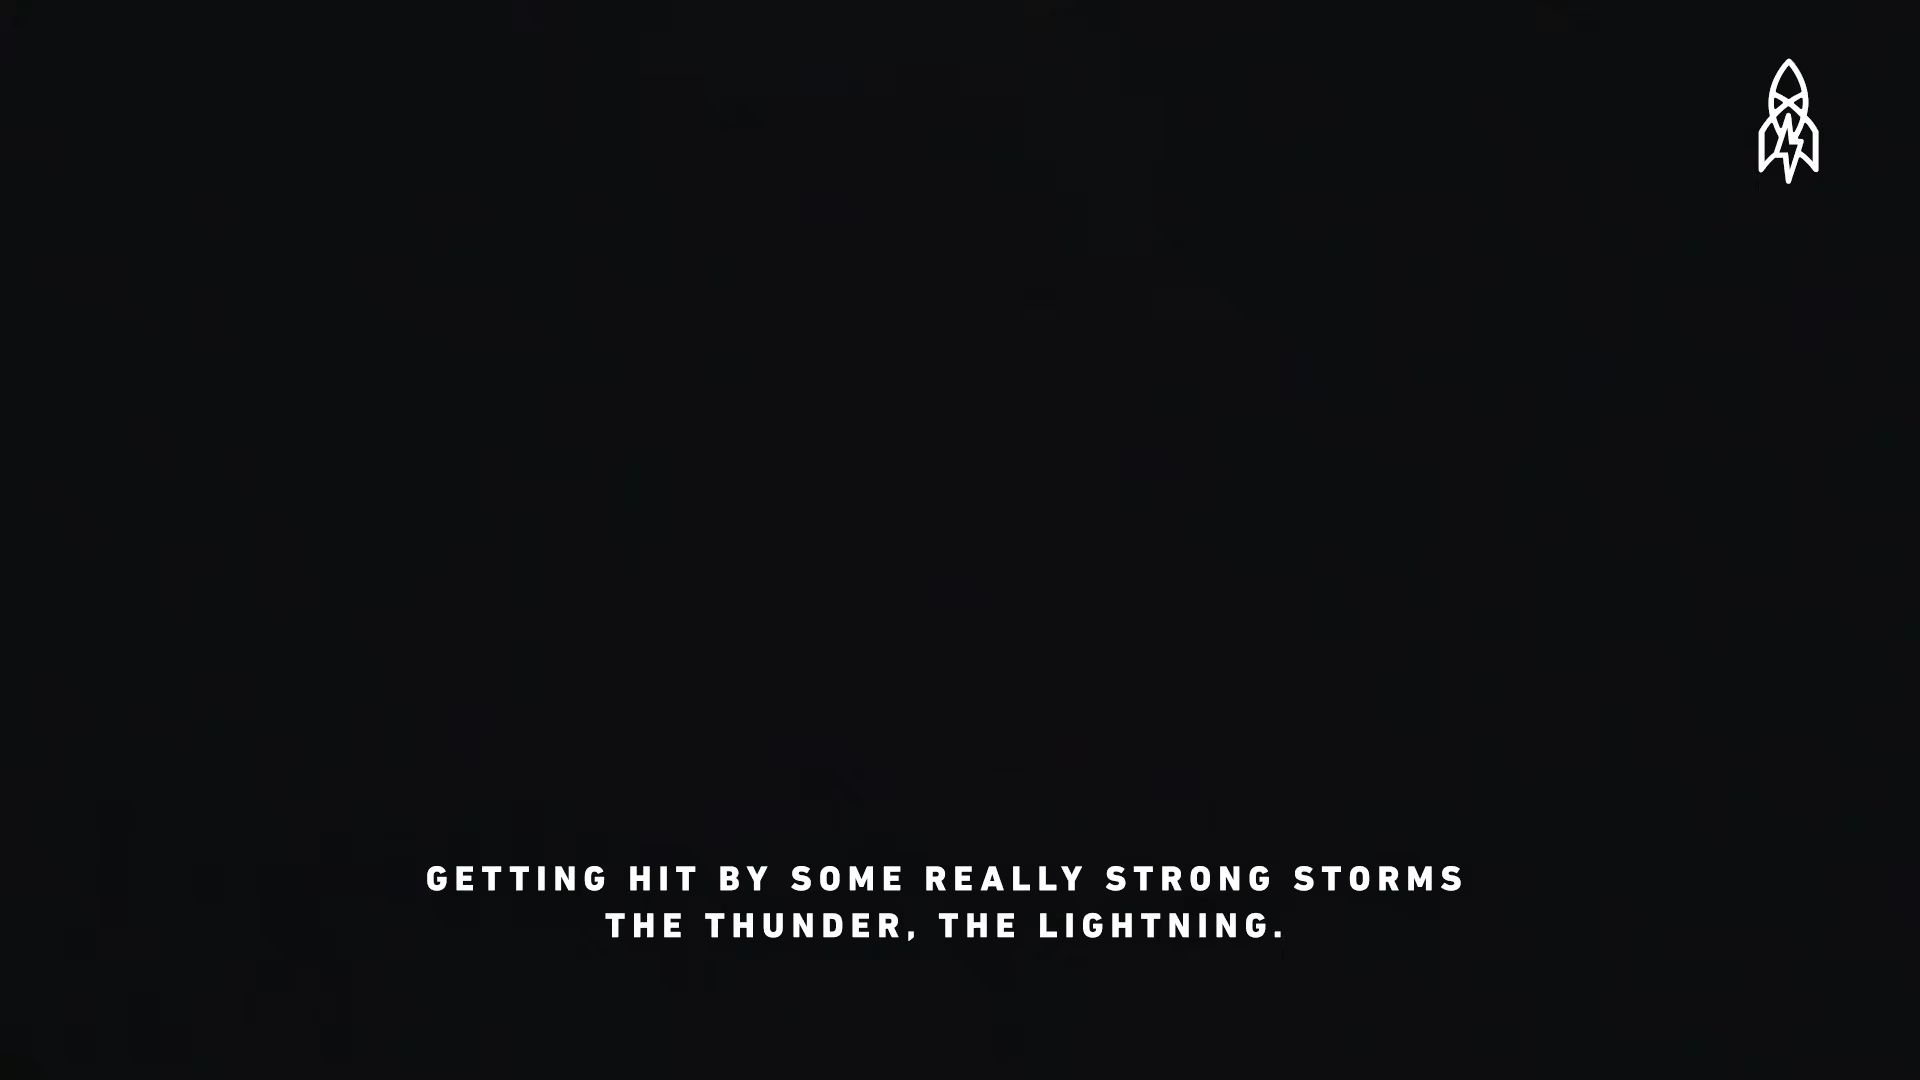 GETTING HIT BY SOME REALLY STRONG STORMS
THE THUNDER, THE LIGHTNING.